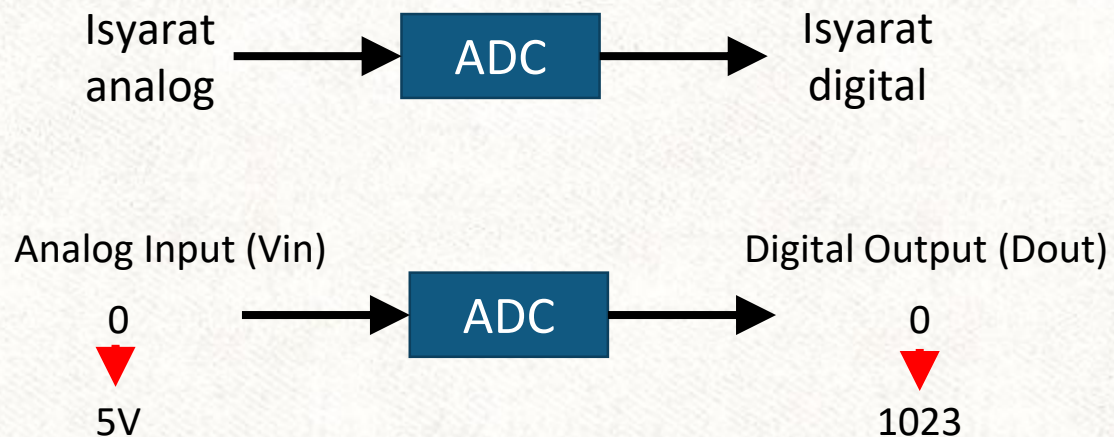 Isyarat
analog
ADC
Isyarat
digital
Analog Input (Vin)
Digital Output (Dout)
0
ADC
0
5V
1023